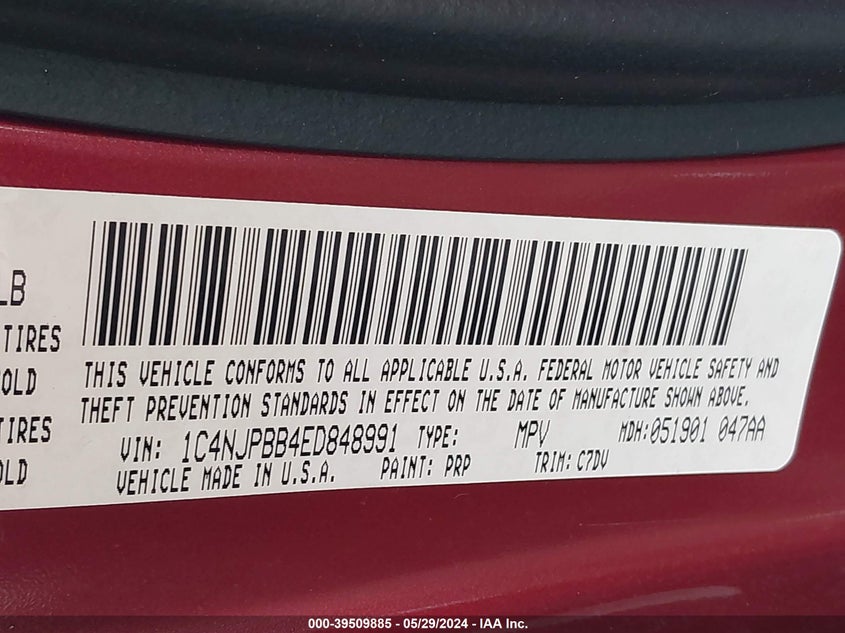 LB
TIRES
OLD
TIRES
OLD
THIS VEHICLE CONFORMS TO ALL APPLICABLE U.S.A. FEDERAL MOTOR VEHICLE SAFETY AND
THEFT PREVENTION STANDARDS IN EFFECT ON THE DATE OF MANUFACTURE SHOWN ABOVE.
VIN: 1C4NJPBB4ED848991 TYPE: MPV MDH:051901 047AA
VEHICLE MADE IN U.S.A. PAINT: PRP TRIM: C7DV
000-39509885 - 05/29/2024 - IAA Inc.